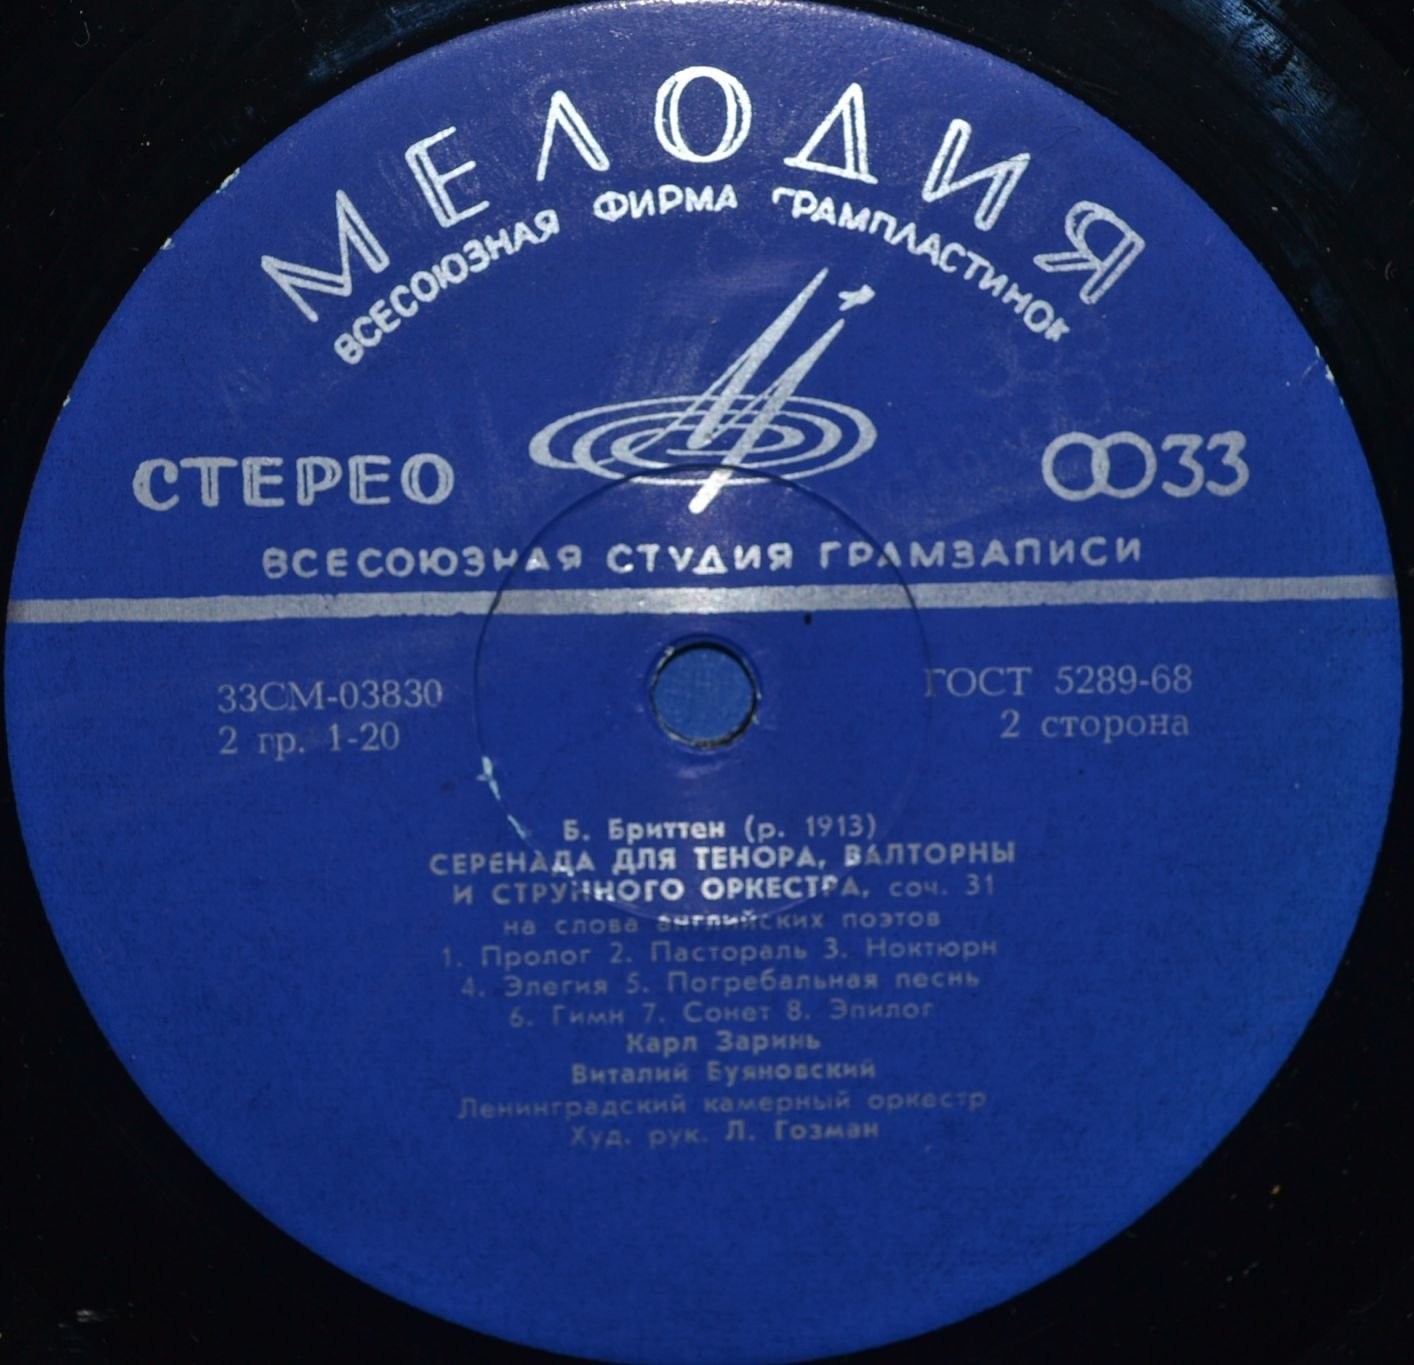 МЕЛОДИЯ
ВСЕСОЮЗНАЯ ФИРМА ГРАМПЛАСТИНОК
СТЕРЕО
33
ВСЕСОЮЗНАЯ СТУДИЯ ГРАМЗАПИСИ
33СМ-03830
ГОСТ 5289-68
2 гр. 1-20
2 сторона
Б. Бриттен (р. 1913)
СЕРЕНАДА ДЛЯ ТЕНОРА, ВАЛТОРНЫ
И СТРУННОГО ОРКЕСТРА, соч. 31
на слова английских поэтов
1. Пролог 2. Пастораль 3. Ноктюрн
4. Элегия 5. Погребальная песнь
6. Гимн 7. Сонет 8. Эпилог
Карл Заринь
Виталий Буяновский
Ленинградский камерный оркестр
Худ. рук. Л. Гозман